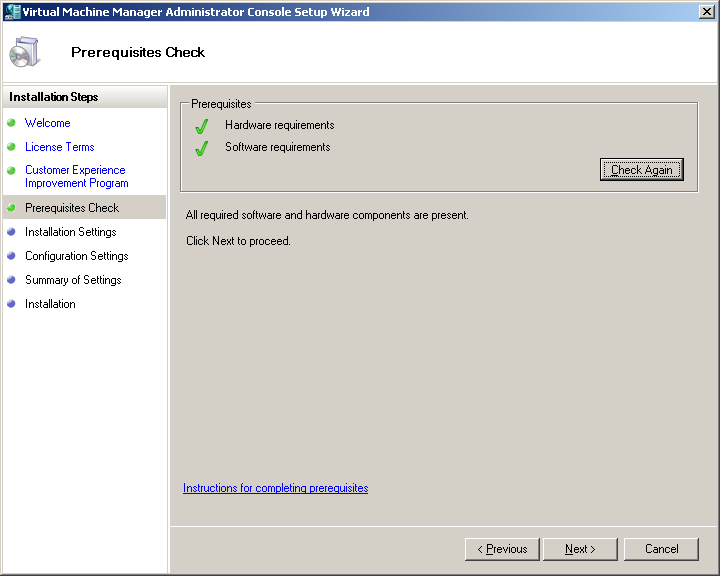 Virtual Machine Manager Administrator Console Setup Wizard
Prerequisites Check
Installation Steps
Welcome
License Terms
Customer Experience
Improvement Program
Prerequisites Check
Installation Settings
Configuration Settings
Summary of Settings
Installation
Prerequisites
Hardware requirements
Software requirements
Check Again
All required software and hardware components are present.
Click Next to proceed.
Instructions for completing prerequisites
< Previous
Next >
Cancel